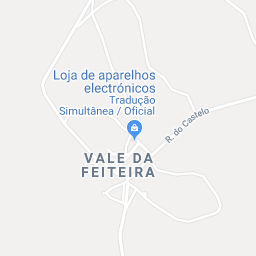 Loja de aparelhos
electrónicos
Tradução
Simultânea / Oficial
R. do Castelo
VALE DA
FEITEIRA